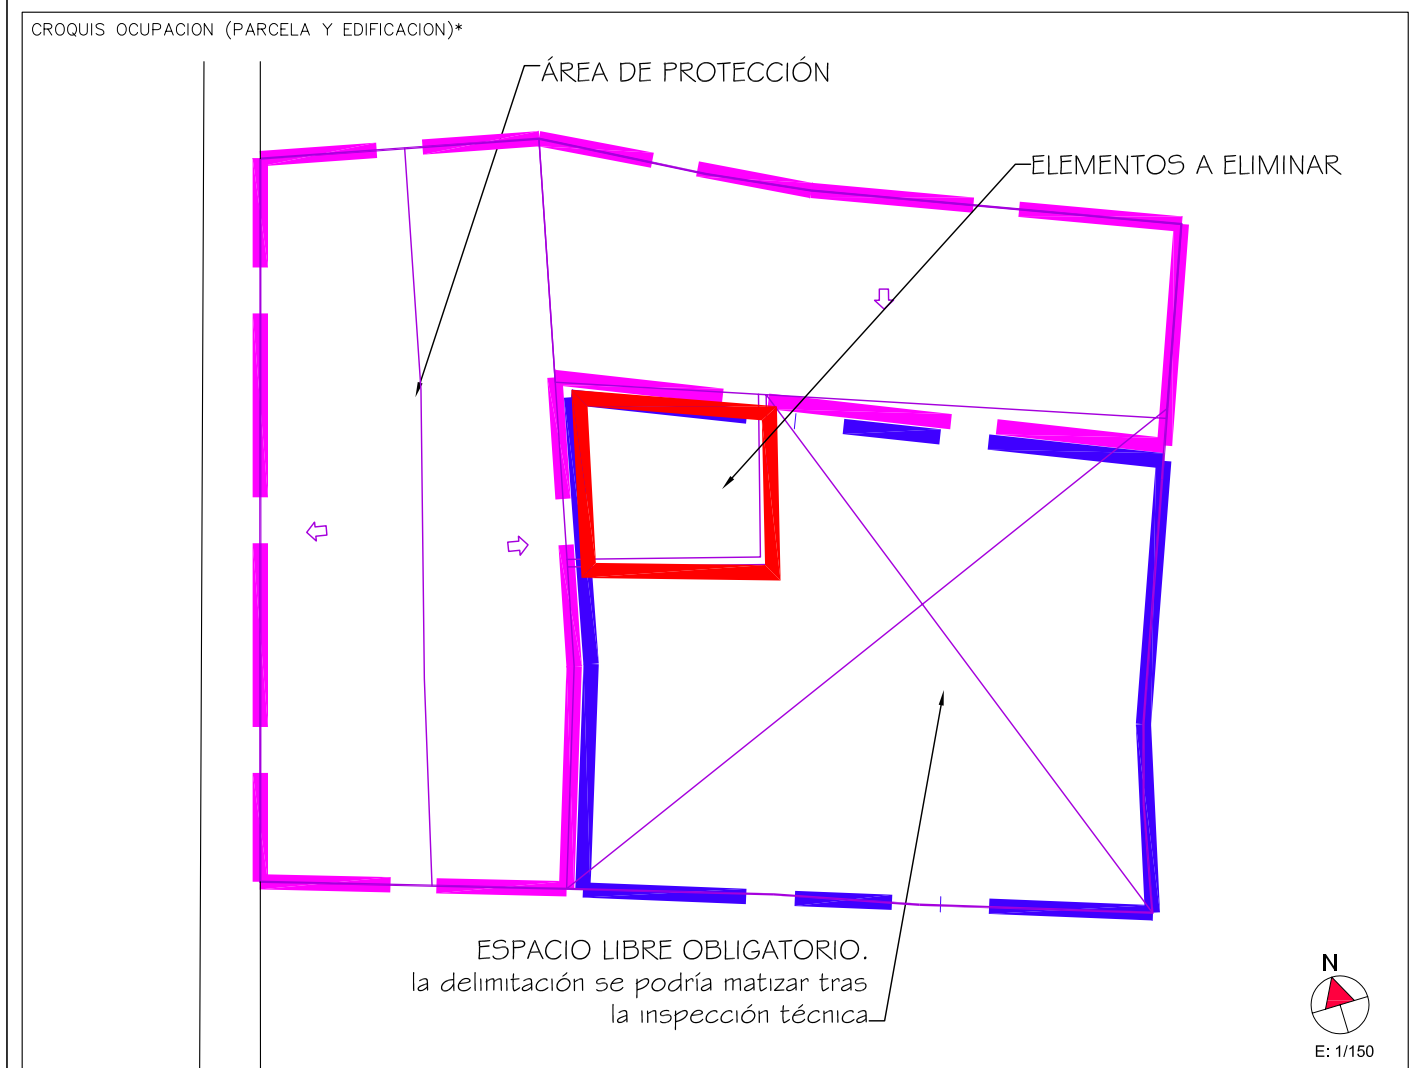 CROQUIS OCUPACION (PARCELA Y EDIFICACION)*
ÁREA DE PROTECCIÓN
ELEMENTOS A ELIMINAR
ESPACIO LIBRE OBLIGATORIO.
la delimitación se podría matizar tras
la inspección técnica
N
E: 1/150